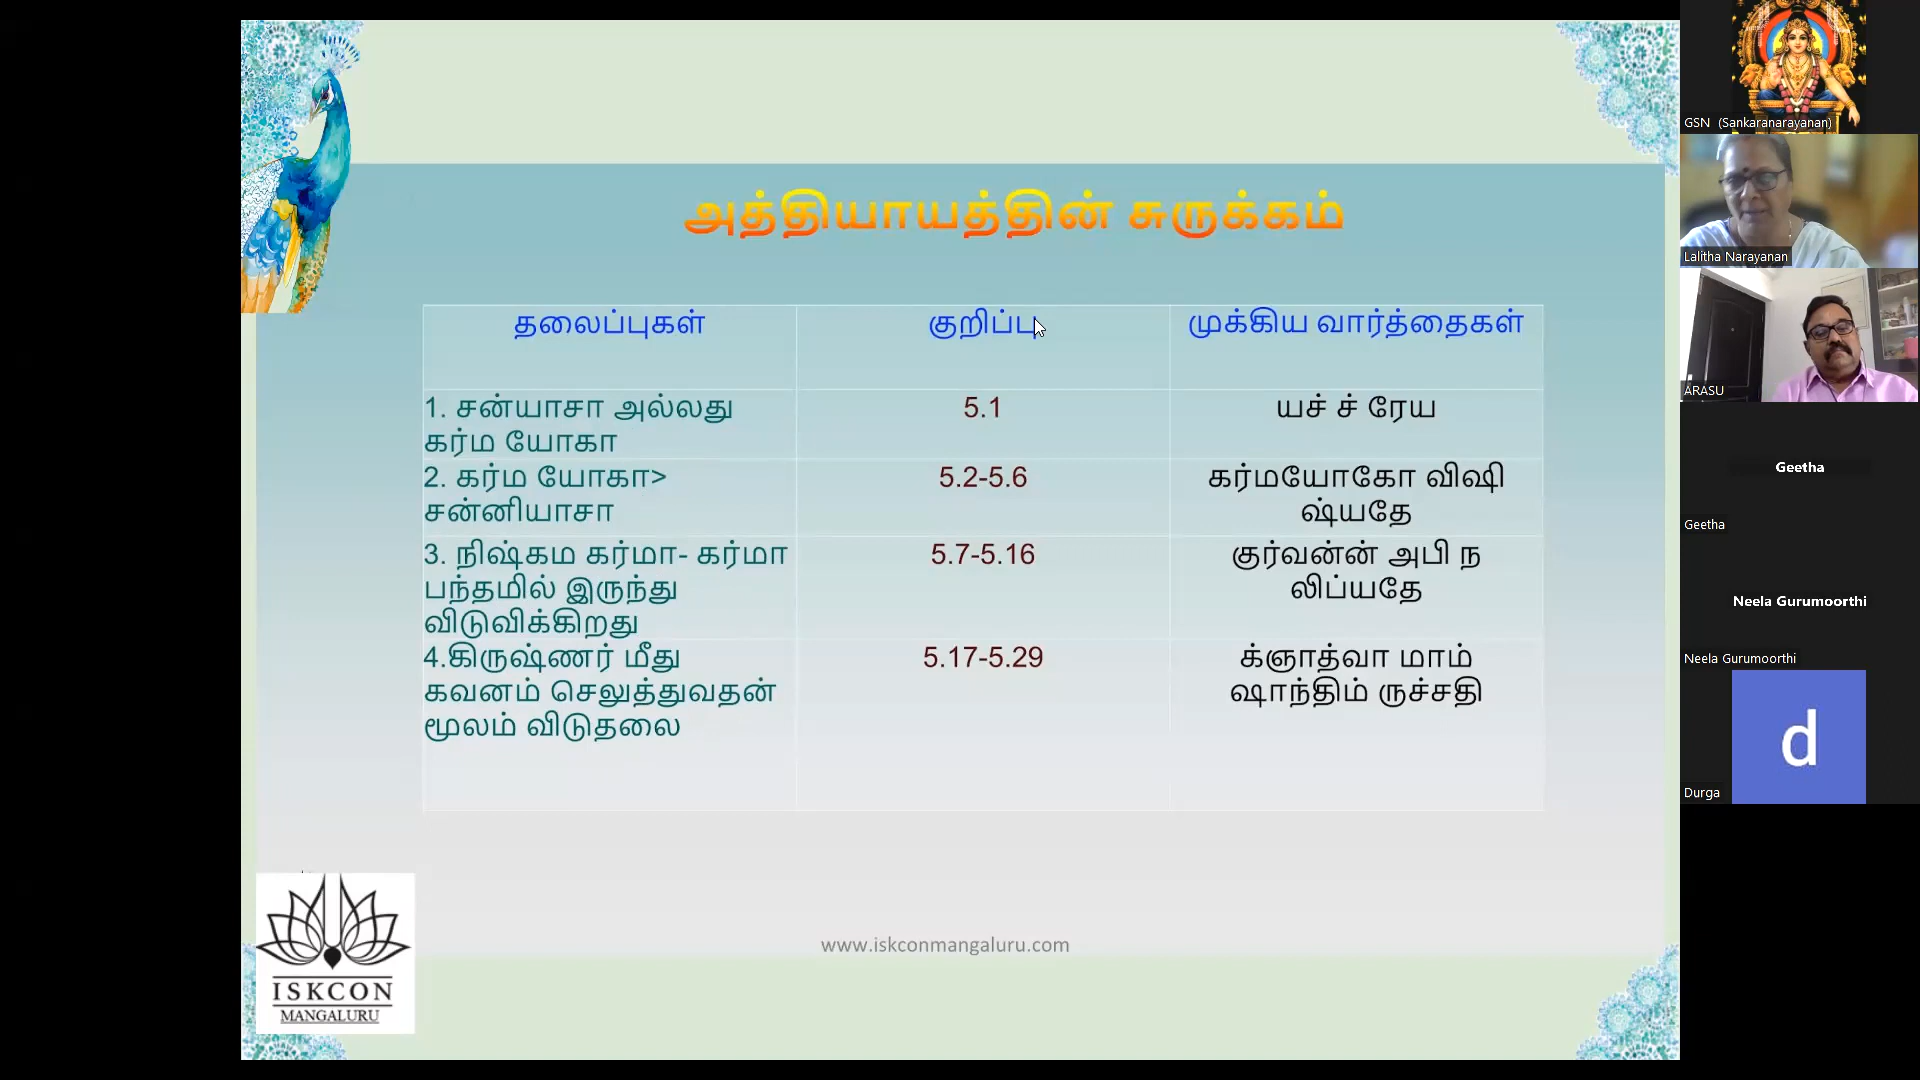 அத்தியாயத்தின் சுருக்கம்
தலைப்புகள்
குறிப்பு
முக்கிய வார்த்தைகள்
1. சன்யாசா அல்லது
கர்ம யோகா
5.1
யச் ச் ரேய
2. கர்ம யோகா>
சன்னியாசா
5.2-5.6
கர்மயோகோ விஷி
ஷ்யதே
3. நிஷ்கம கர்மா- கர்மா
பந்தமில் இருந்து
விடுவிக்கிறது
5.7-5.16
குர்வன்ன் அபி ந
லிப்யதே
4.கிருஷ்ணர் மீது
கவனம் செலுத்துவதன்
மூலம் விடுதலை
5.17-5.29
க்ஞாத்வா மாம்
ஷாந்திம் ருச்சதி
www.iskconmangaluru.com
ISKCON
MANGALURU
GSN (Sankaranarayanan)
Lalitha Narayanan
ARASU
Geetha
Geetha
Neela Gurumoorthi
Neela Gurumoorthi
d
Durga